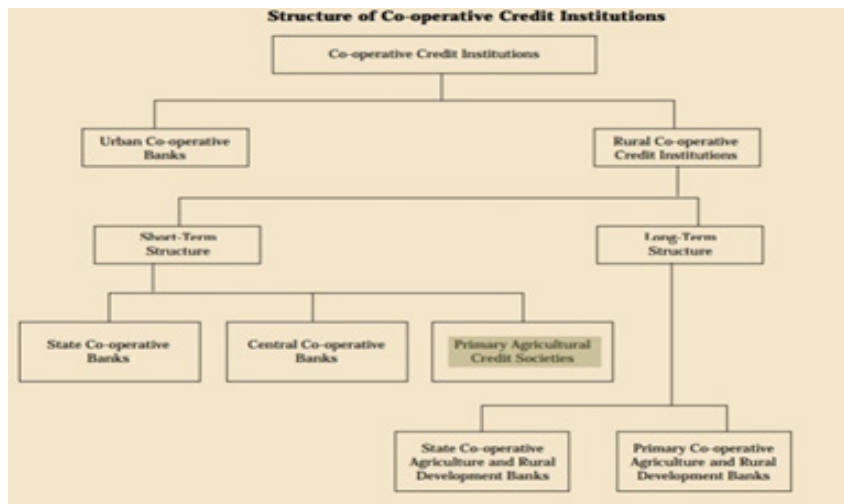 Structure of Co-operative Credit Institutions
Co-operative Credit Institutions
Urban Co-operative
Banks
Rural Co-operative
Credit Institutions
Short-Term
Structure
Long-Term
Structure
State Co-operative
Banks
Central Co-operative
Banks
Primary Agricultural
Credit Societies
State Co-operative
Agriculture and Rural
Development Banks
Primary Co-operative
Agriculture and Rural
Development Banks